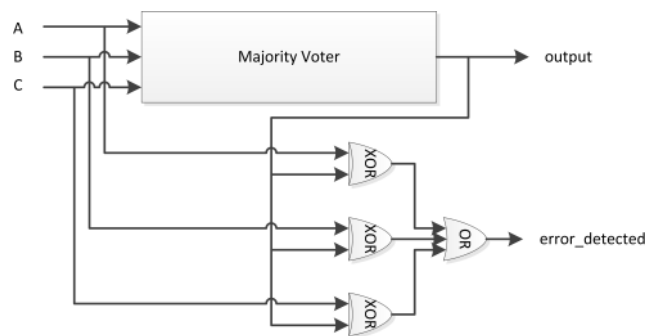 A
B
C
Majority Voter
output
XOR
XOR
OR
error_detected
XOR